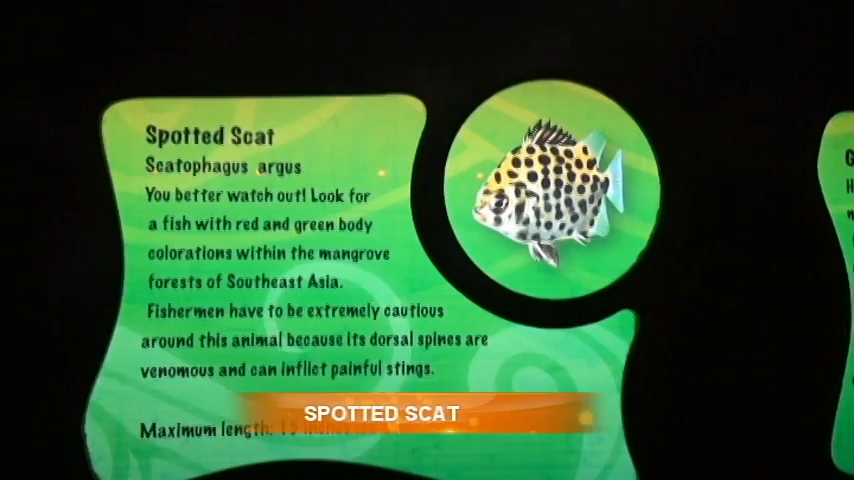 Spotted Scat
Scatophagus argus
You better watch out! Look for
a fish with red and green body
colorations within the mangrove
forests of Southeast Asia.
Fishermen have to be extremely cautious
around this animal because its dorsal spines are
venomous and can inflict painful stings.
SPOTTED SCAT
Maximum length: 15 inches
G
H